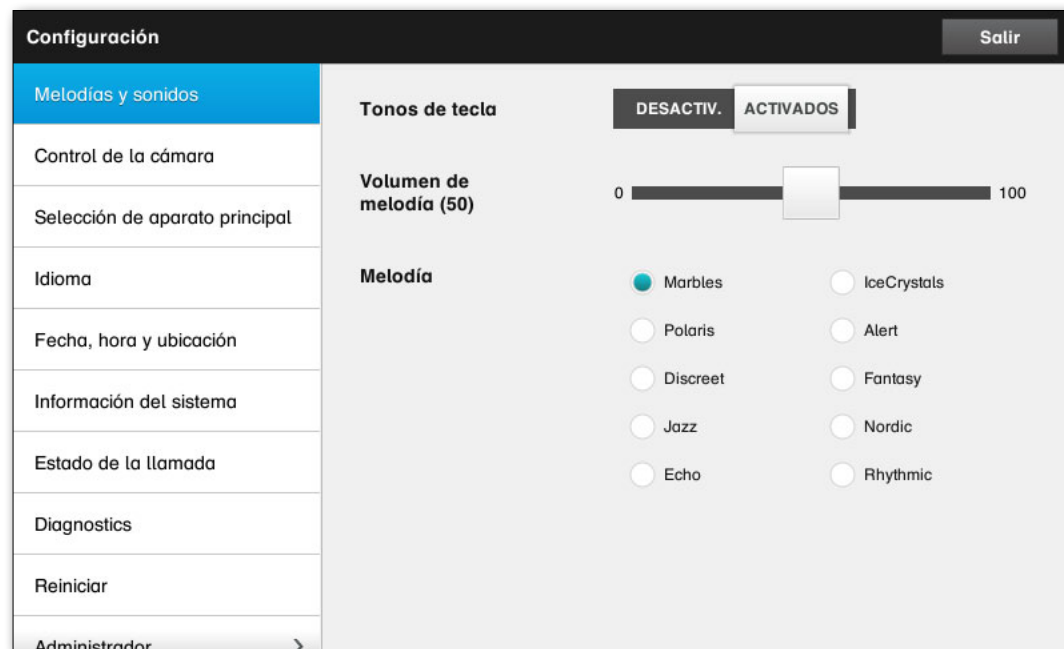 Configuración
Salir
Melodías y sonidos
Control de la cámara
Selección de aparato principal
Idioma
Fecha, hora y ubicación
Información del sistema
Estado de la llamada
Diagnostics
Reiniciar
Administrador
Tonos de tecla
DESACTIV. ACTIVADOS
Volumen de
melodía (50)
0 100
Melodía
Marbles IceCrystals
Polaris Alert
Discreet Fantasy
Jazz Nordic
Echo Rhythmic